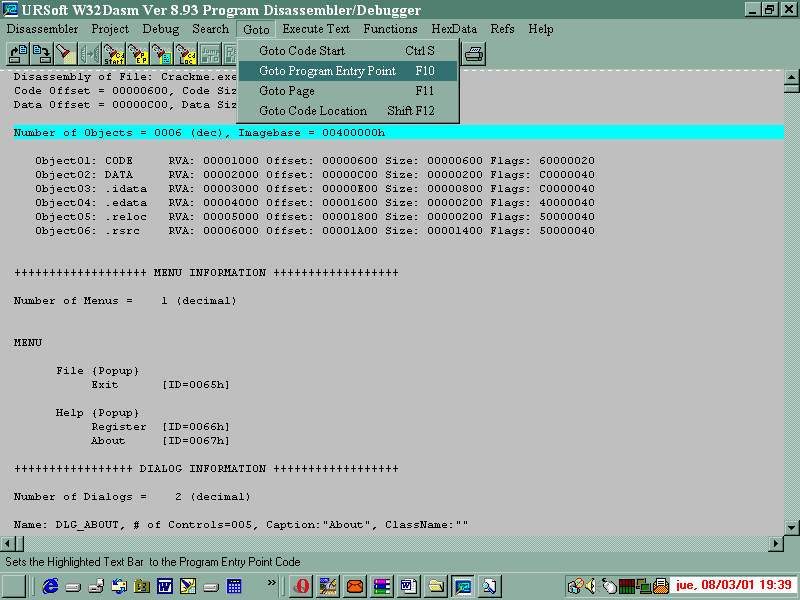 URSoft W32Dasm Ver 8.93 Program Disassembler/Debugger
Disassembler Project Debug Search Goto Execute Text Functions HexData Refs Help
Goto Code Start Ctrl S
Goto Program Entry Point F10
Goto Page F11
Goto Code Location Shift F12
Disassembly of File: Crackme.exe
Code Offset = 00000600, Code Siz
Data Offset = 00000C00, Data Siz
Number of Objects = 0006 (dec), Imagebase = 00400000h
Object01: CODE RVA: 00001000 Offset: 00000600 Size: 00000600 Flags: 60000020
Object02: DATA RVA: 00002000 Offset: 00000C00 Size: 00000200 Flags: C0000040
Object03: .idata RVA: 00003000 Offset: 00000E00 Size: 00000800 Flags: C0000040
Object04: .edata RVA: 00004000 Offset: 00001600 Size: 00000200 Flags: 40000040
Object05: .reloc RVA: 00005000 Offset: 00001800 Size: 00000200 Flags: 50000040
Object06: .rsrc RVA: 00006000 Offset: 00001A00 Size: 00001400 Flags: 50000040
+++++++++++++++++++ MENU INFORMATION ++++++++++++++++++
Number of Menus = 1 (decimal)
MENU
File {Popup}
Exit [ID=0065h]
Help {Popup}
Register [ID=0066h]
About [ID=0067h]
+++++++++++++++++ DIALOG INFORMATION ++++++++++++++++++
Number of Dialogs = 2 (decimal)
Name: DLG_ABOUT, # of Controls=005, Caption:"About", ClassName:""
Sets the Highlighted Text Bar to the Program Entry Point Code
jue, 08/03/01 19:39